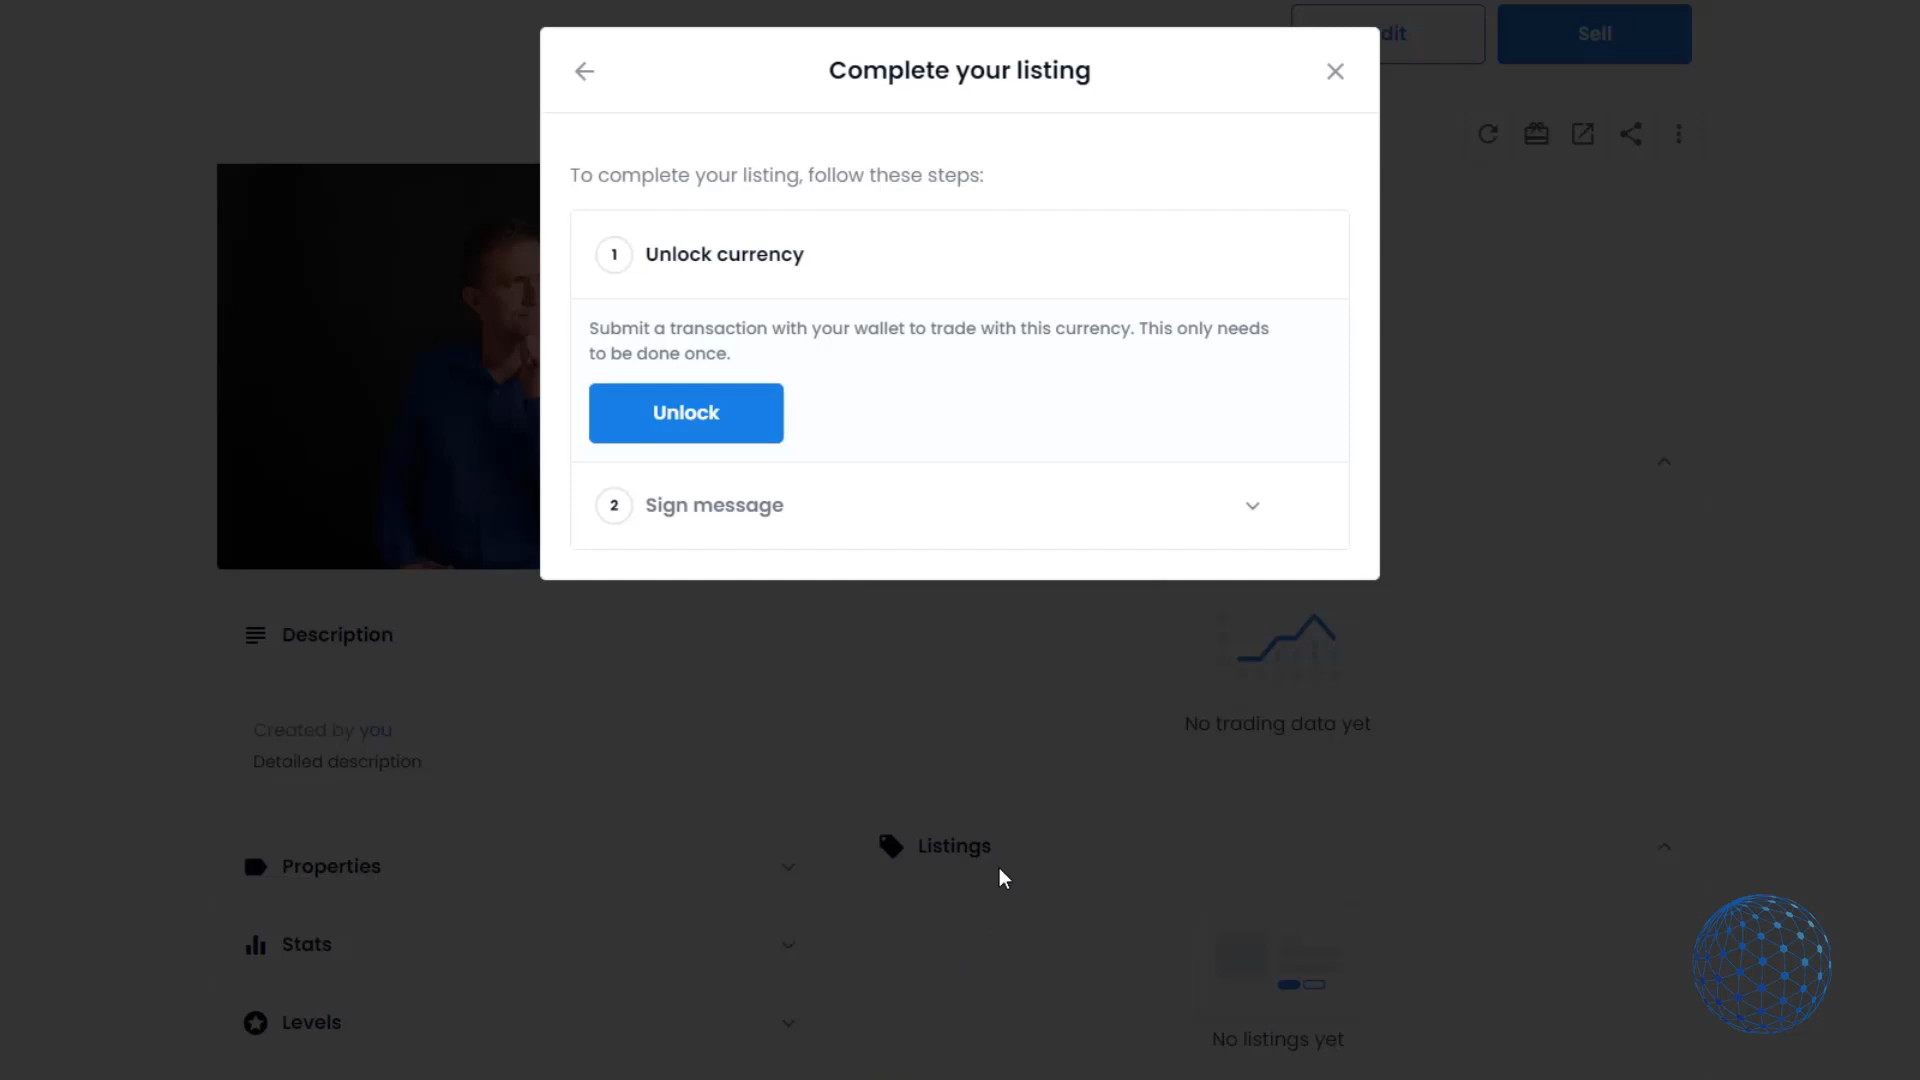 dit
Sell
Complete your listing
To complete your listing, follow these steps:
1 Unlock currency
Submit a transaction with your wallet to trade with this currency. This only needs
to be done once.
Unlock
2 Sign message
Description
Created by you
Detailed description
No trading data yet
Listings
Properties
Stats
Levels
No listings yet